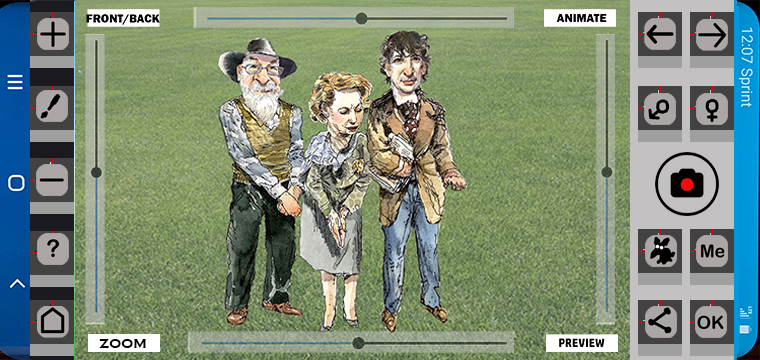 FRONT/BACK
ANIMATE
12:07 Sprint
?
Me
OK
ZOOM
PREVIEW